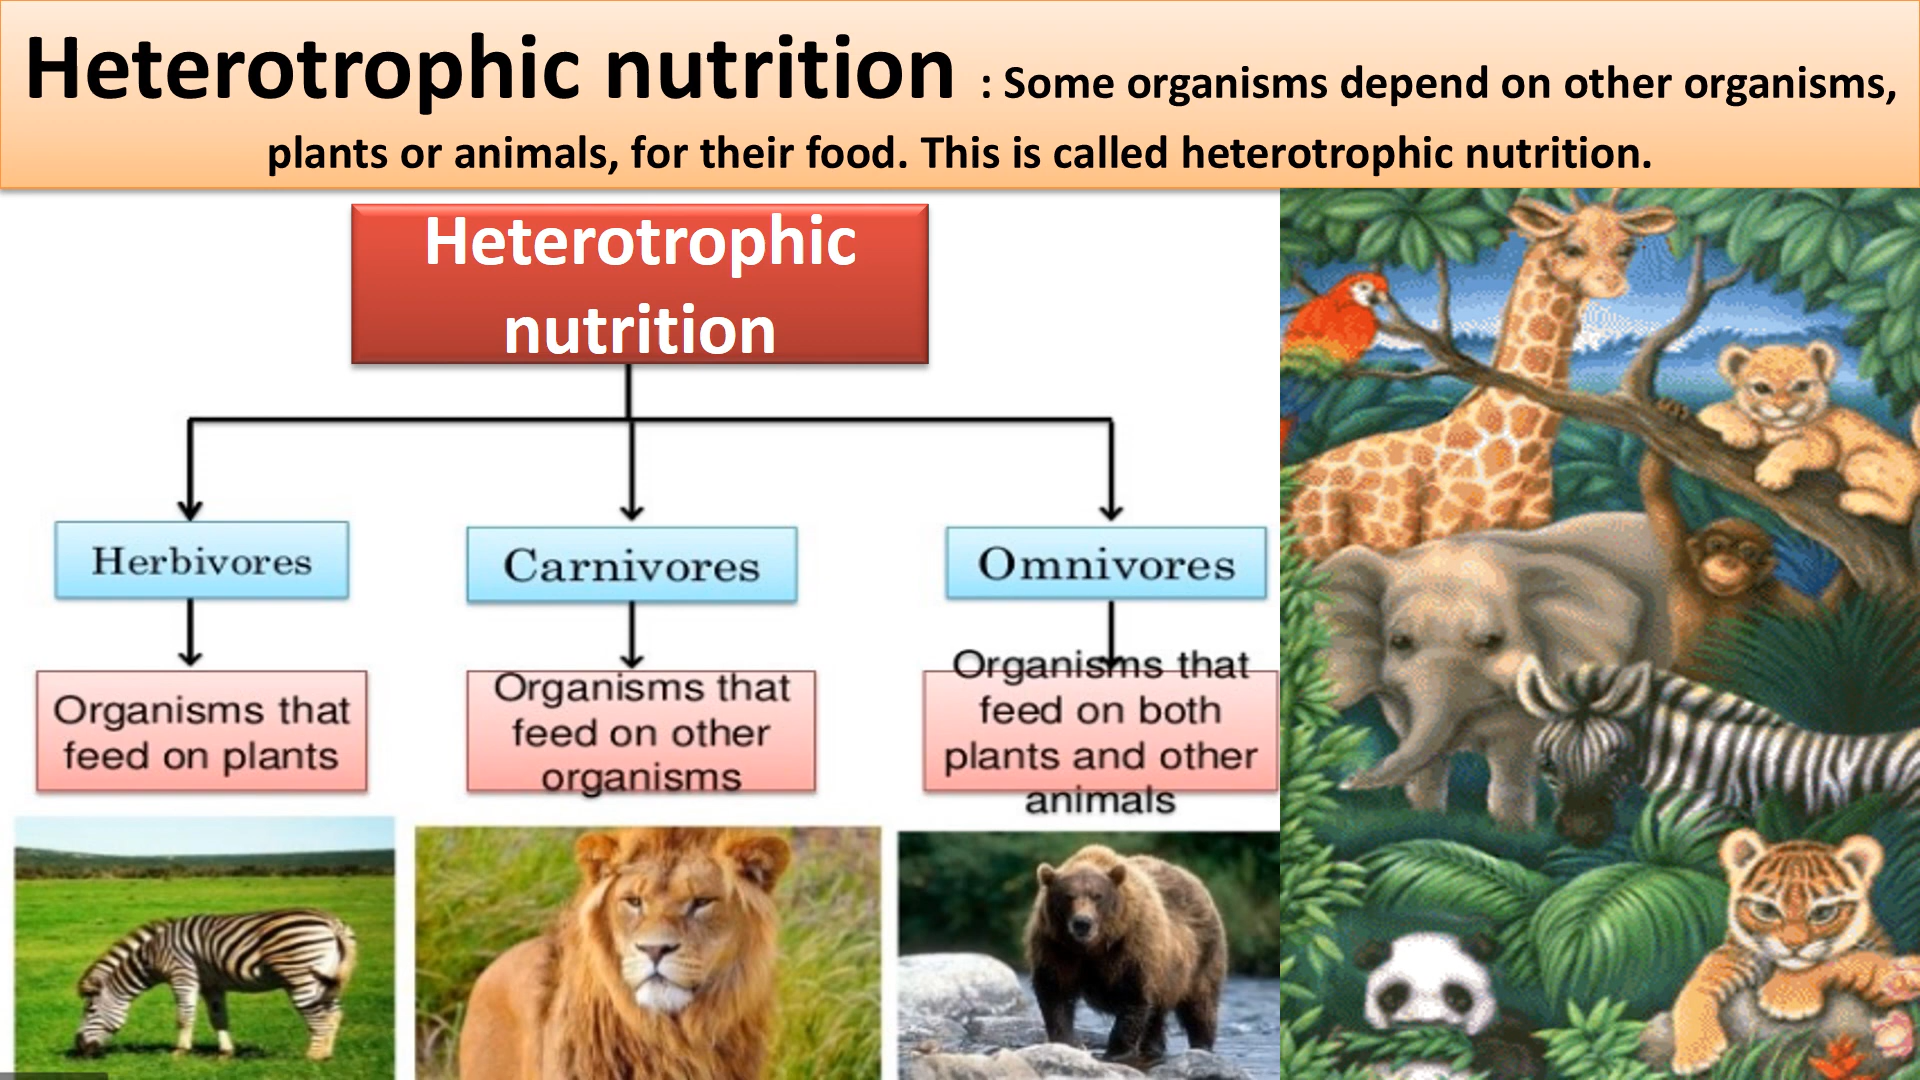 Heterotrophic nutrition : Some organisms depend on other organisms,
plants or animals, for their food. This is called heterotrophic nutrition.
Heterotrophic
nutrition
Herbivores
Carnivores
Omnivores
Organisms that
feed on plants
Organisms that
feed on other
organisms
Organisms that
feed on both
plants and other
animals